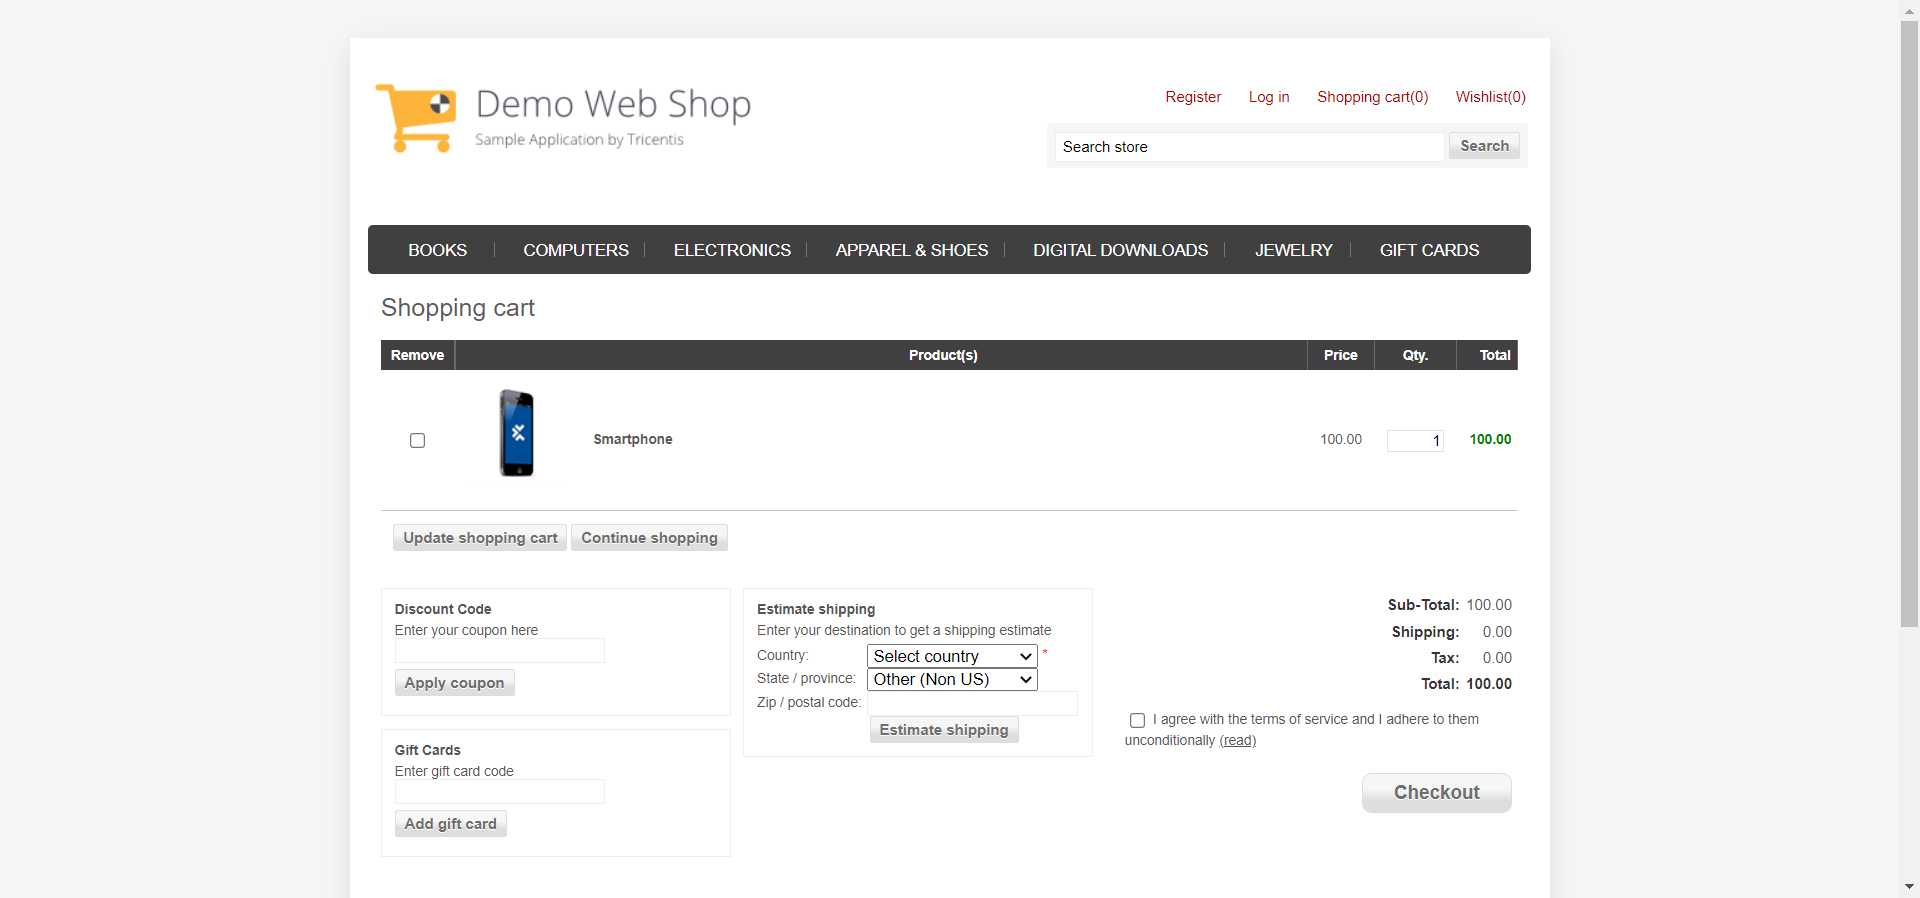 Demo Web Shop
Sample Application by Tricentis
Register Log in Shopping cart(0) Wishlist(0)
Search store Search
BOOKS COMPUTERS ELECTRONICS APPAREL & SHOES DIGITAL DOWNLOADS JEWELRY GIFT CARDS
Shopping cart
Remove Product(s) Price Qty. Total
Smartphone 100.00 1 100.00
Update shopping cart Continue shopping
Discount Code
Enter your coupon here
Apply coupon
Gift Cards
Enter gift card code
Add gift card
Estimate shipping
Enter your destination to get a shipping estimate
Country: Select country *
State / province: Other (Non US)
Zip / postal code:
Estimate shipping
Sub-Total: 100.00
Shipping: 0.00
Tax: 0.00
Total: 100.00
I agree with the terms of service and I adhere to them
unconditionally (read)
Checkout